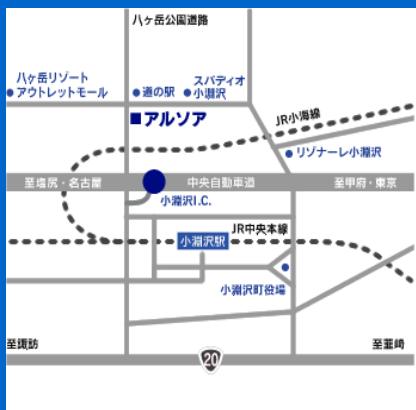 八ヶ岳公園道路
八ヶ岳リゾート
アウトレットモール
道の駅
スパティオ
小淵沢
■アルソア
JR小海線
リゾナーレ小淵沢
至塩尻・名古屋
中央自動車道
至甲府・東京
小淵沢I.C.
JR中央本線
小淵沢駅
小淵沢町役場
至諏訪
至韮崎
20